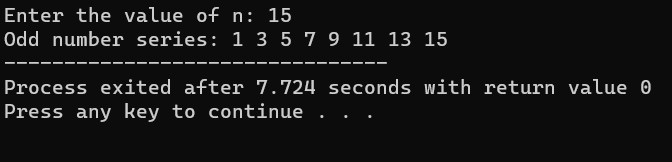 Enter the value of n: 15
Odd number series: 1 3 5 7 9 11 13 15
--------------------------------
Process exited after 7.724 seconds with return value 0
Press any key to continue . . .